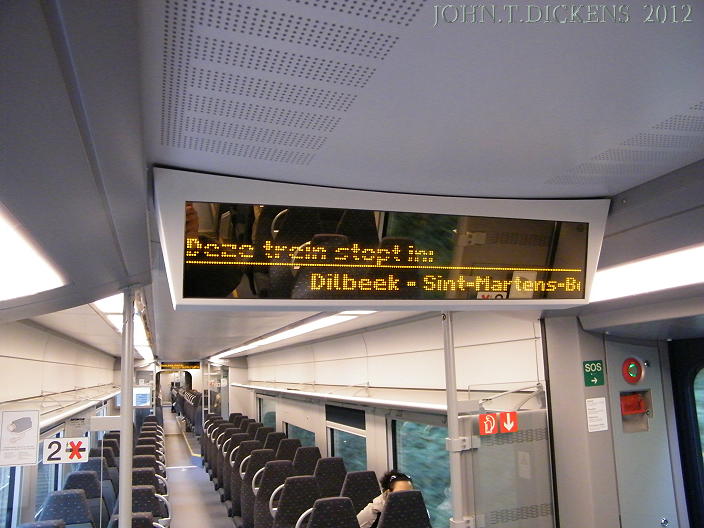 JOHN.T.DICKENS 2012
Deze trein stopt in:
Dilbeek - Sint-Martens-Bo
SOS
2